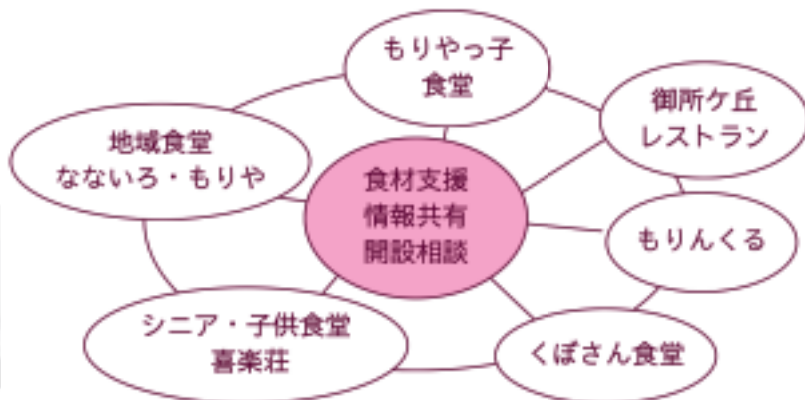 もりやっ子
食堂
御所ケ丘
レストラン
地域食堂
なないろ・もりや
食材支援
情報共有
開設相談
もりんくる
シニア・子供食堂
喜楽荘
くぼさん食堂